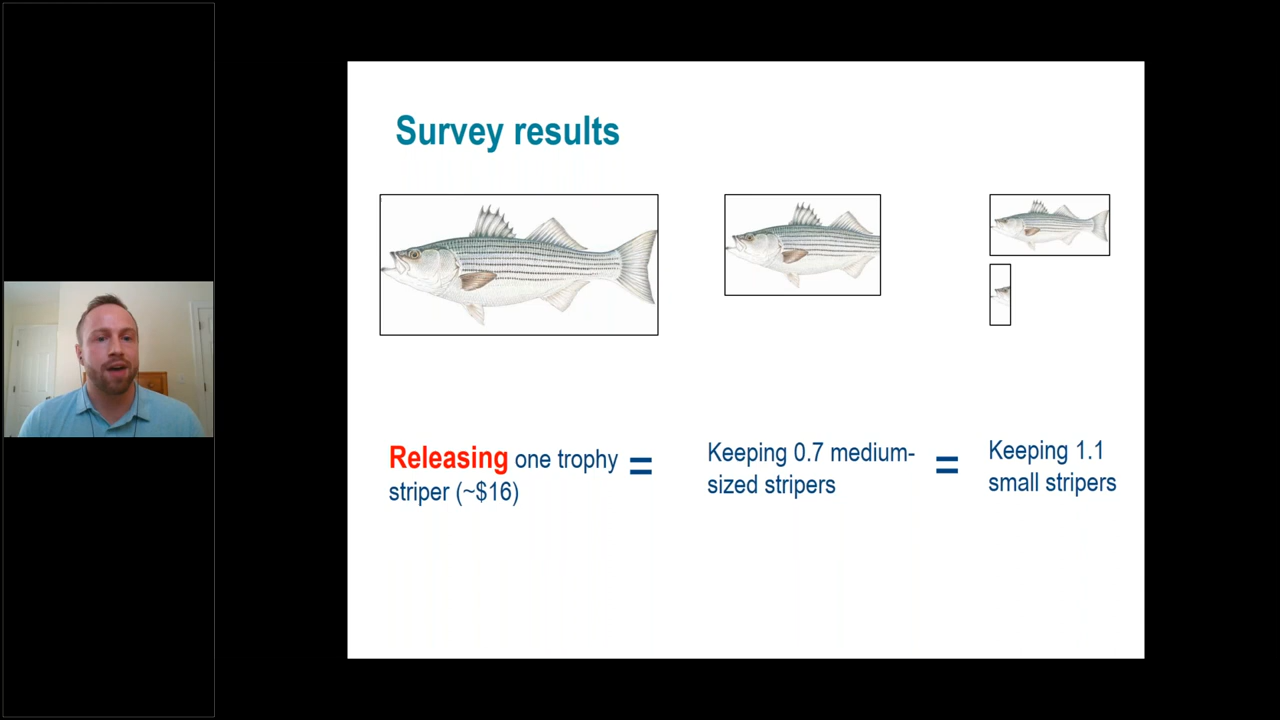 Survey results
Releasing one trophy
striper (~$16)
=
Keeping 0.7 medium-
sized stripers
=
Keeping 1.1
small stripers